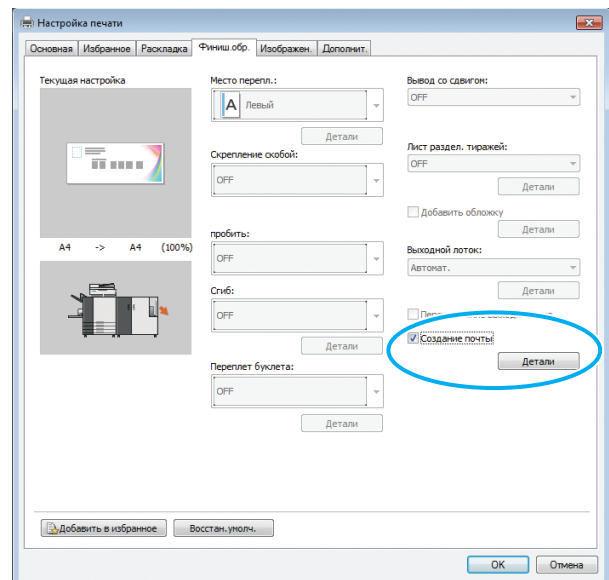 Настройка печати
Основная Избранное Раскладка Финиш.обр. Изображен. Дополнит.
Текущая настройка
A4 -> A4 (100%)
Место перепл.:
A Левый
Детали
Скрепление скобой:
OFF
пробить:
OFF
Сгиб:
OFF
Детали
Переплет буклета:
OFF
Детали
Вывод со сдвигом:
OFF
Лист раздел. тиражей:
OFF
Детали
Добавить обложку
Детали
Выходной лоток:
Автомат.
Детали
Создание почты
Детали
Добавить в избранное Восстан.умолч.
OK Отмена